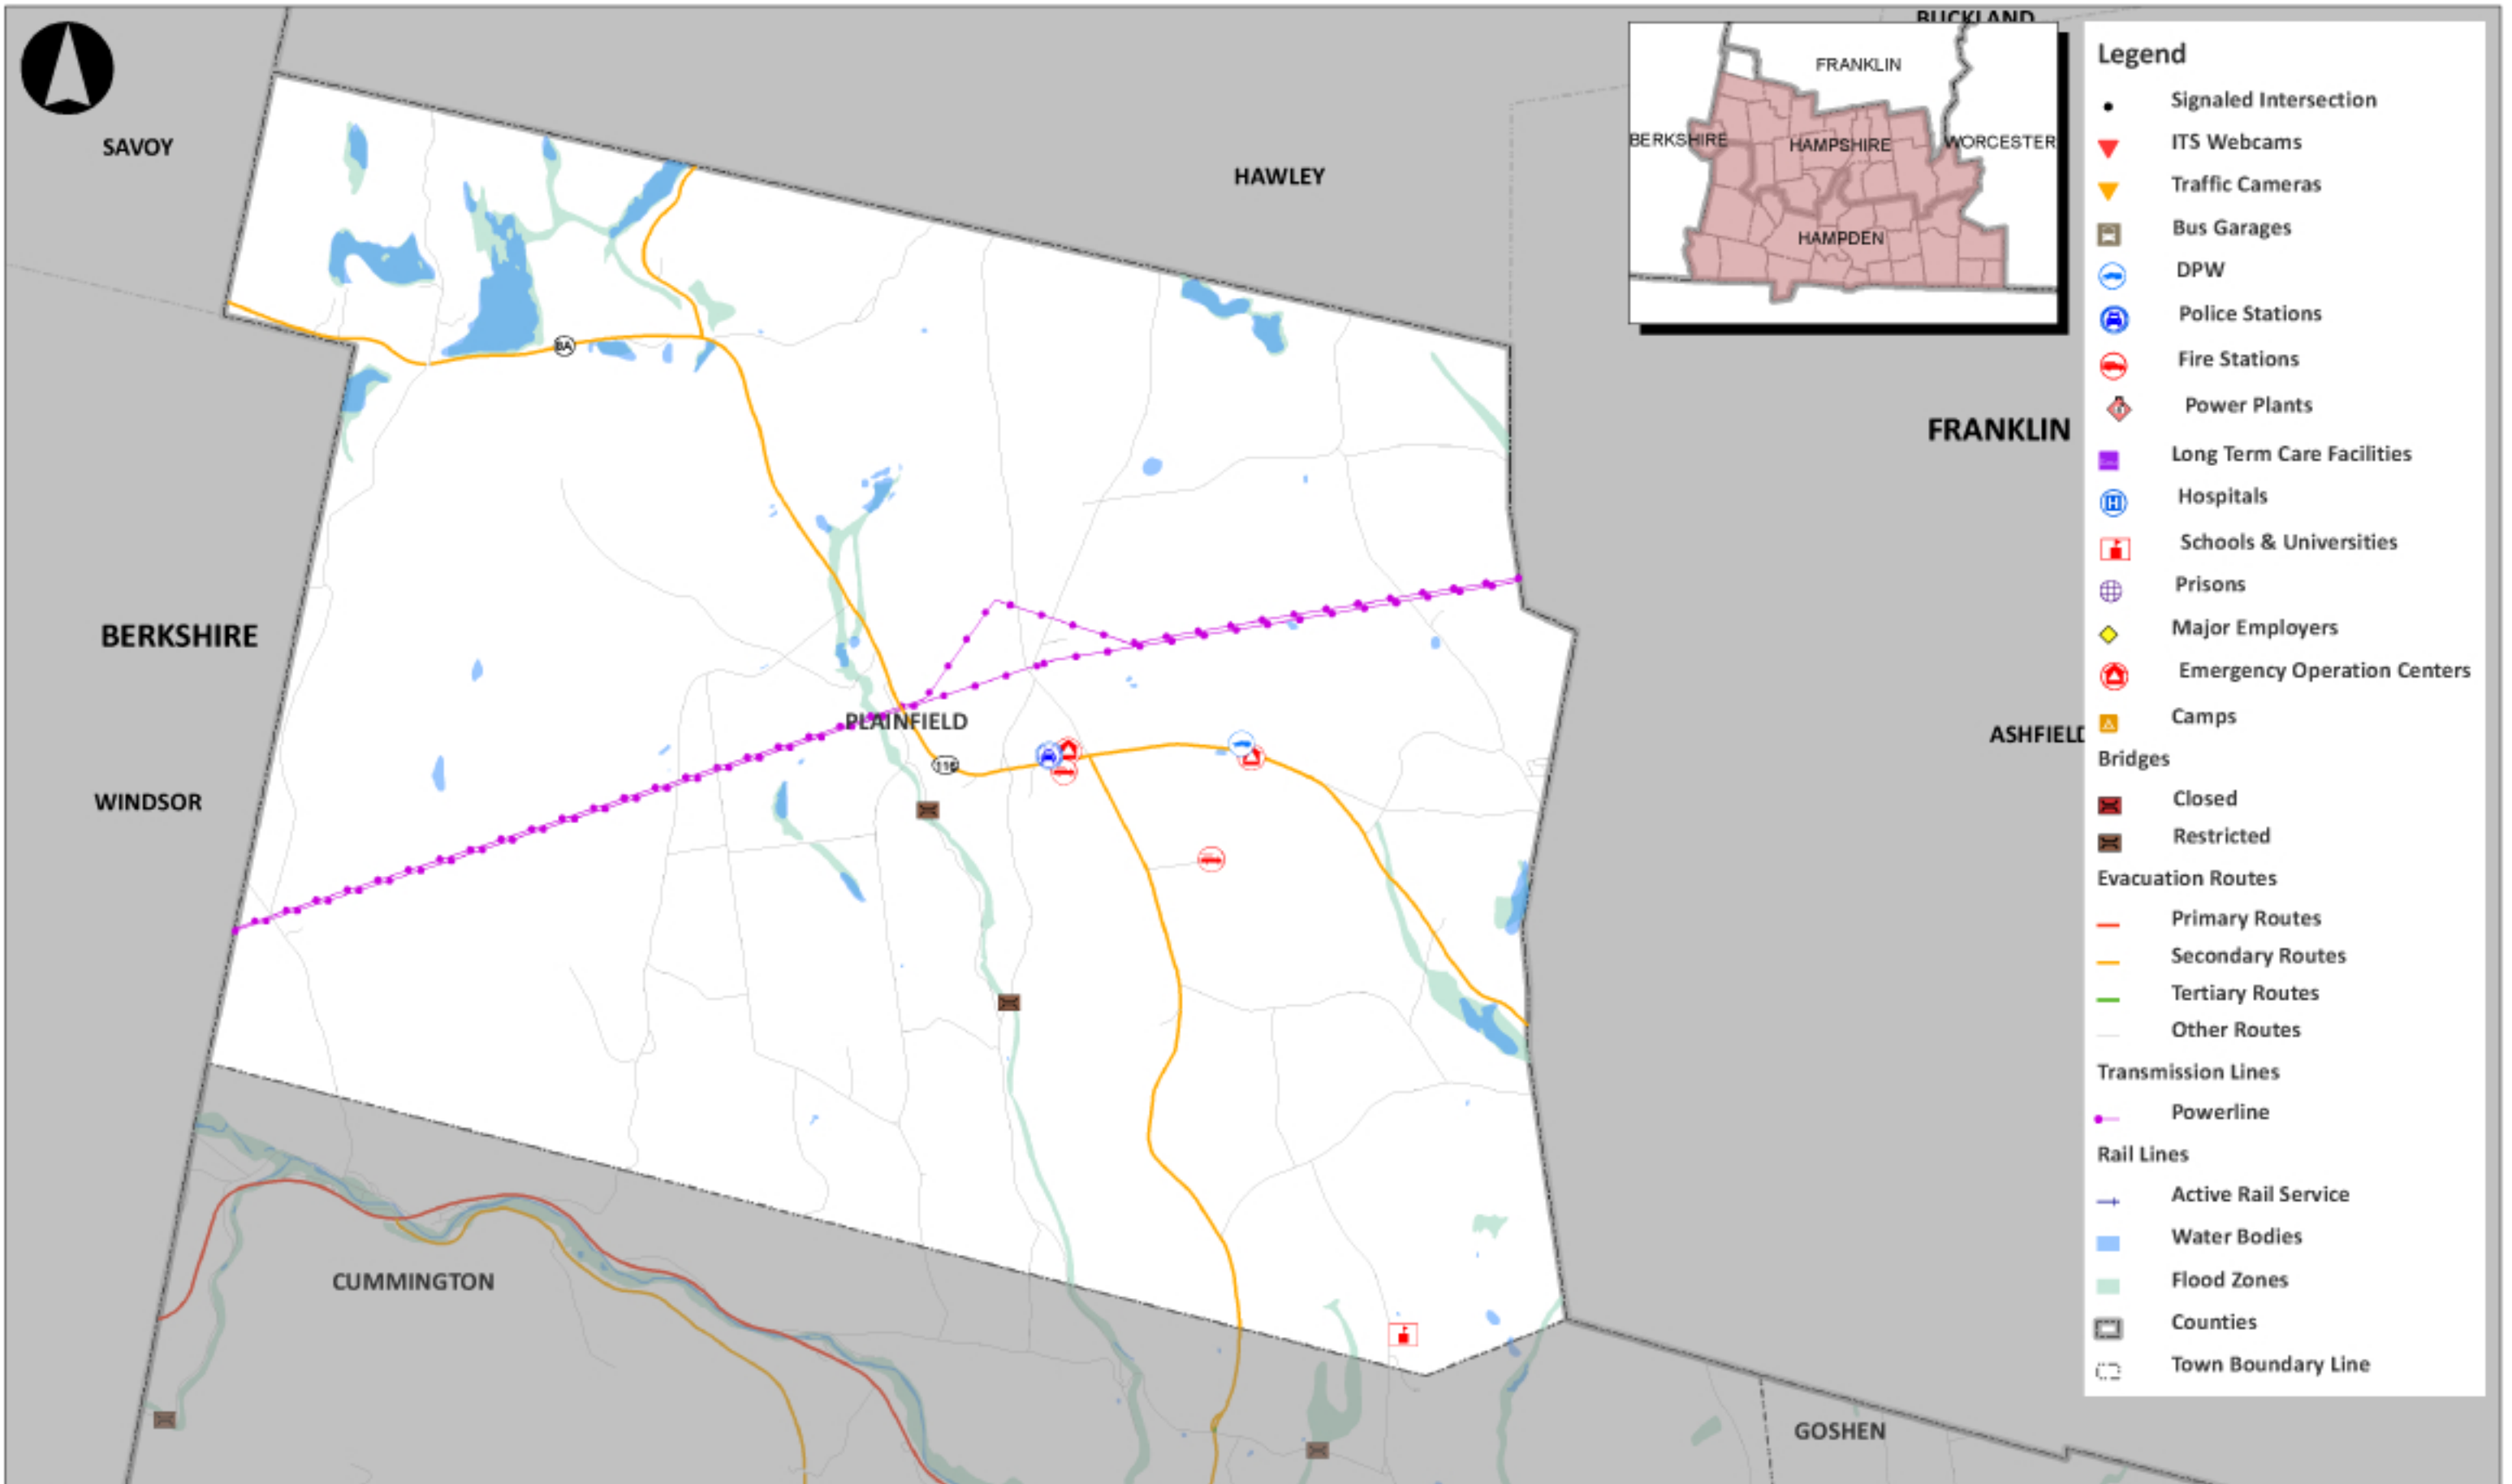 BUCKLAND
SAVOY
HAWLEY
FRANKLIN
BERKSHIRE
HAMPSHIRE
WORCESTER
HAMPDEN
8A
FRANKLIN
BERKSHIRE
PLAINFIELD
116
ASHFIELD
WINDSOR
CUMMINGTON
GOSHEN
Legend
Signaled Intersection
ITS Webcams
Traffic Cameras
Bus Garages
DPW
Police Stations
Fire Stations
Power Plants
Long Term Care Facilities
Hospitals
Schools & Universities
Prisons
Major Employers
Emergency Operation Centers
Camps
Bridges
Closed
Restricted
Evacuation Routes
Primary Routes
Secondary Routes
Tertiary Routes
Other Routes
Transmission Lines
Powerline
Rail Lines
Active Rail Service
Water Bodies
Flood Zones
Counties
Town Boundary Line